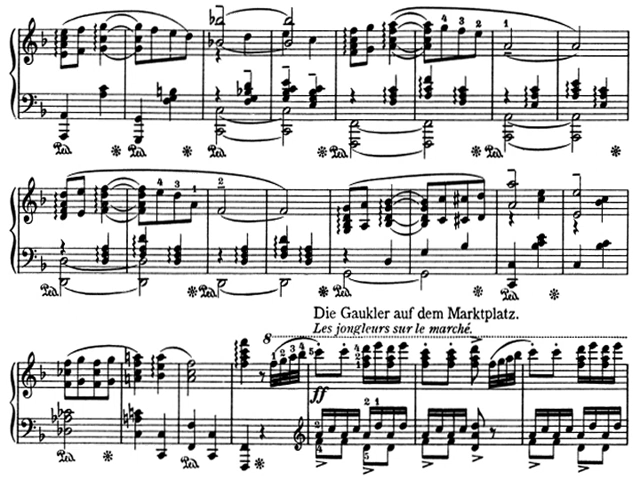 Die Gaukler auf dem Marktplatz.
Les jongleurs sur le marché.